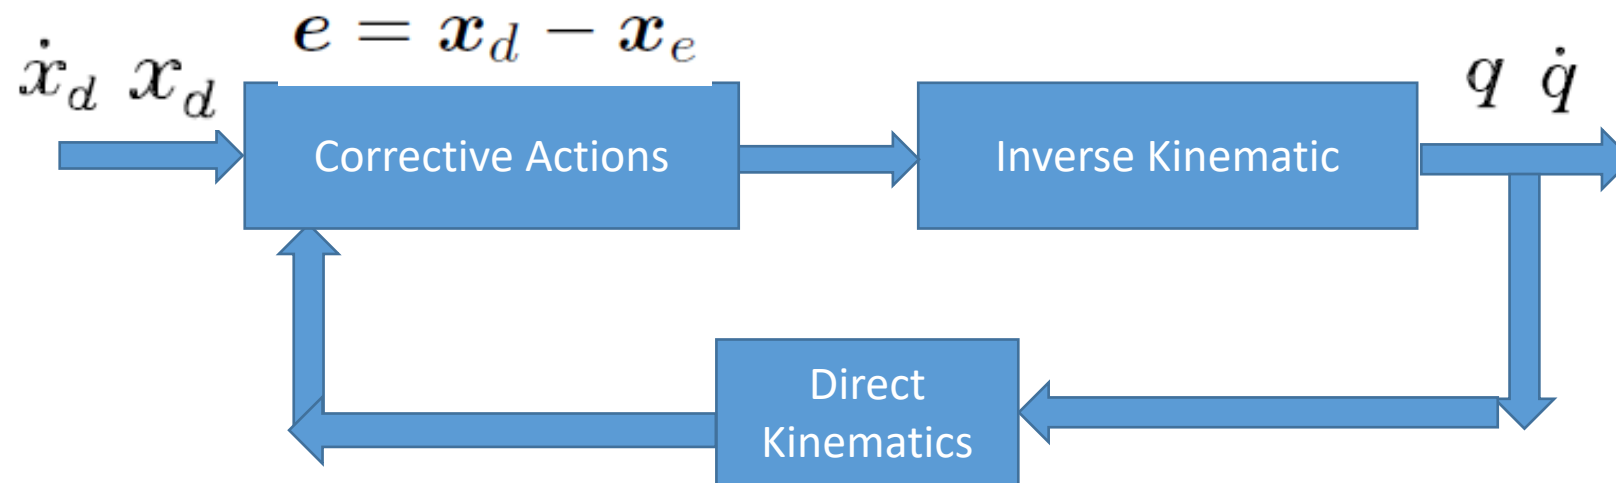 e = x_d − x_e
ẋ_d x_d
q q̇
Corrective Actions
Inverse Kinematic
Direct
Kinematics